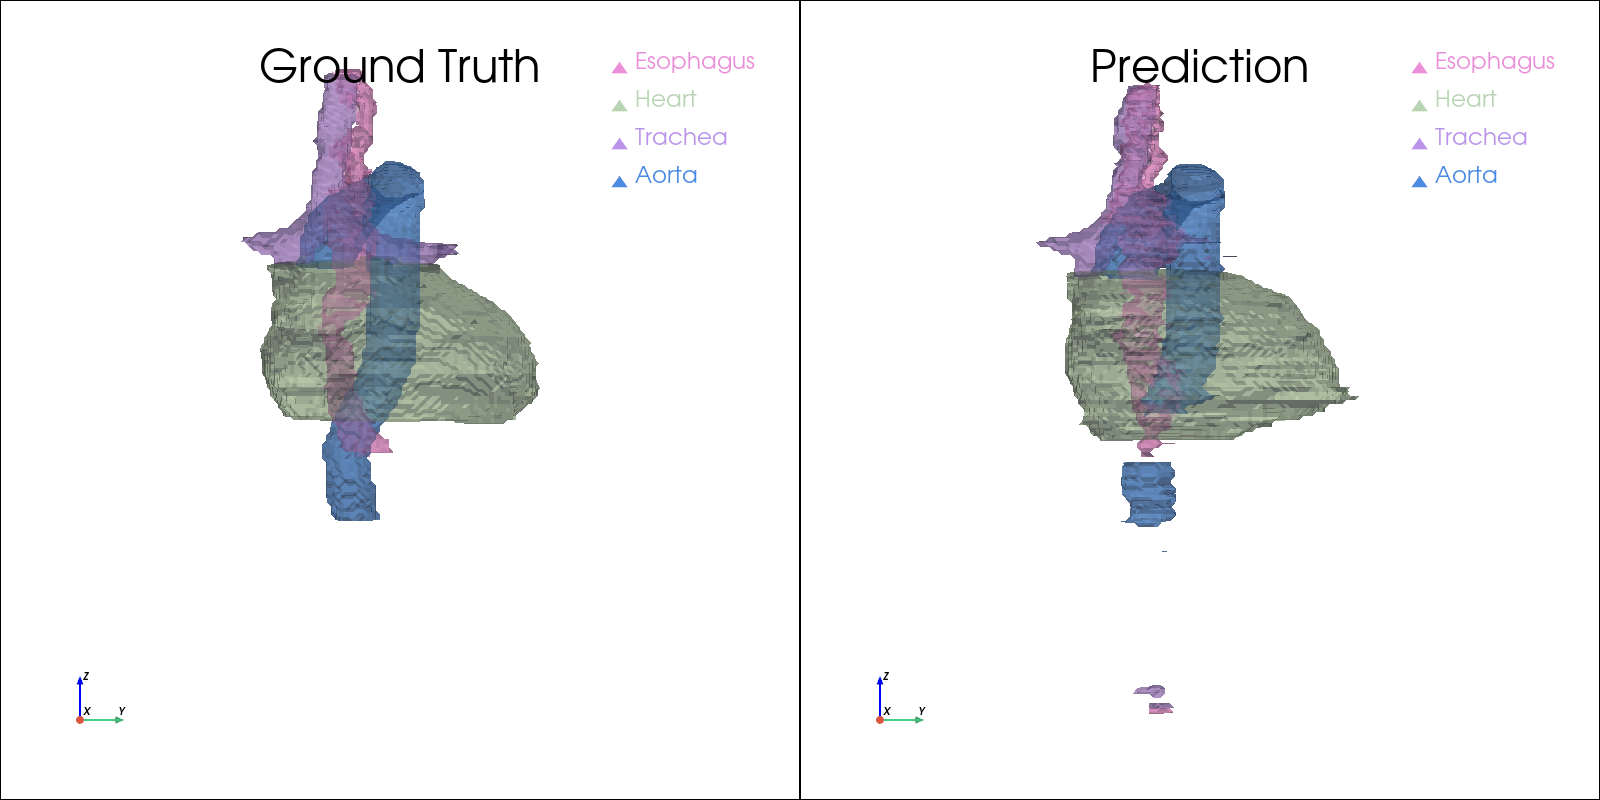 Ground Truth
Esophagus
Heart
Trachea
Aorta
Z
X Y
Prediction
Esophagus
Heart
Trachea
Aorta
Z
X Y